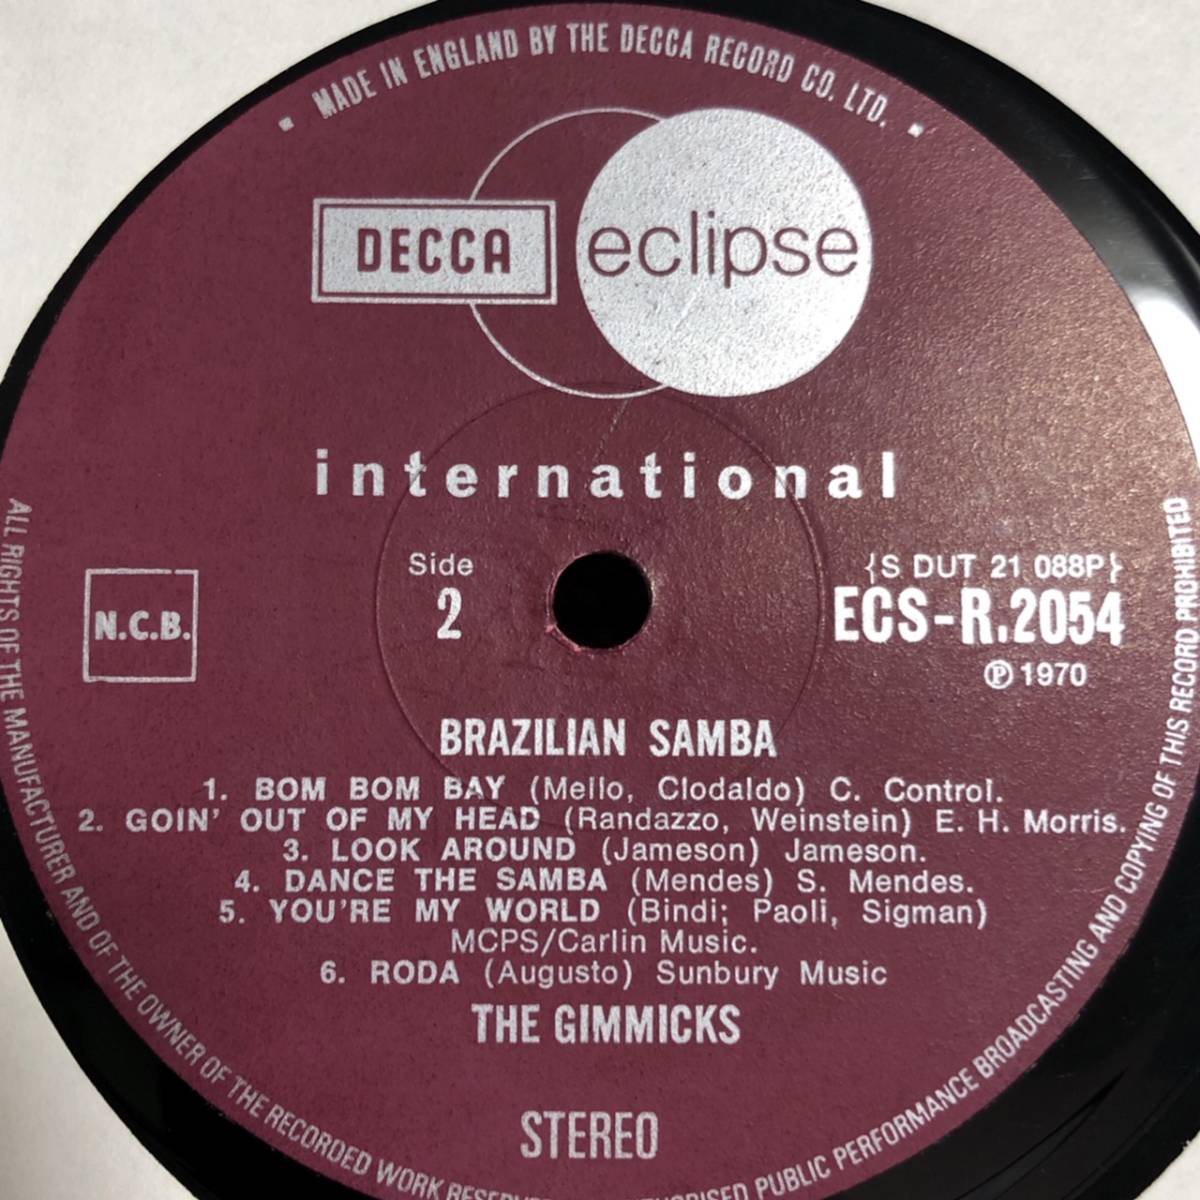 MADE IN ENGLAND BY THE DECCA RECORD CO. LTD.
DECCA eclipse
international
Side
2
N.C.B.
{S DUT 21 088P}
ECS-R.2054
℗ 1970
BRAZILIAN SAMBA
1. BOM BOM BAY (Mello, Clodaldo) C. Control.
2. GOIN' OUT OF MY HEAD (Randazzo, Weinstein) E. H. Morris.
3. LOOK AROUND (Jameson) Jameson.
4. DANCE THE SAMBA (Mendes) S. Mendes.
5. YOU'RE MY WORLD (Bindi; Paoli, Sigman)
MCPS/Carlin Music.
6. RODA (Augusto) Sunbury Music
THE GIMMICKS
STEREO
ALL RIGHTS OF THE MANUFACTURER AND OF THE OWNER OF THE RECORDED WORK PUBLIC PERFORMANCE BROADCASTING AND COPYING OF THIS RECORD PROHIBITED